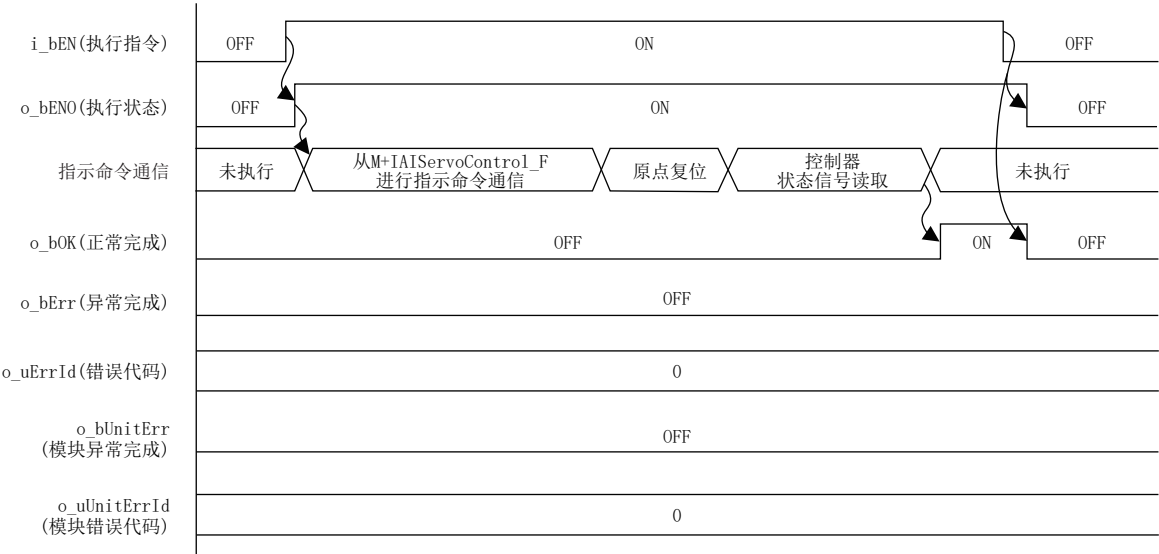 i_bEN(执行指令) OFF ON OFF
o_bENO(执行状态) OFF ON OFF
指示命令通信 未执行 从M+IAIServoControl_F 进行指示命令通信 原点复位 控制器 状态信号读取 未执行
o_bOK(正常完成) OFF ON OFF
o_bErr(异常完成) OFF
o_uErrId(错误代码) 0
o_bUnitErr
(模块异常完成) OFF
o_uUnitErrId
(模块错误代码) 0